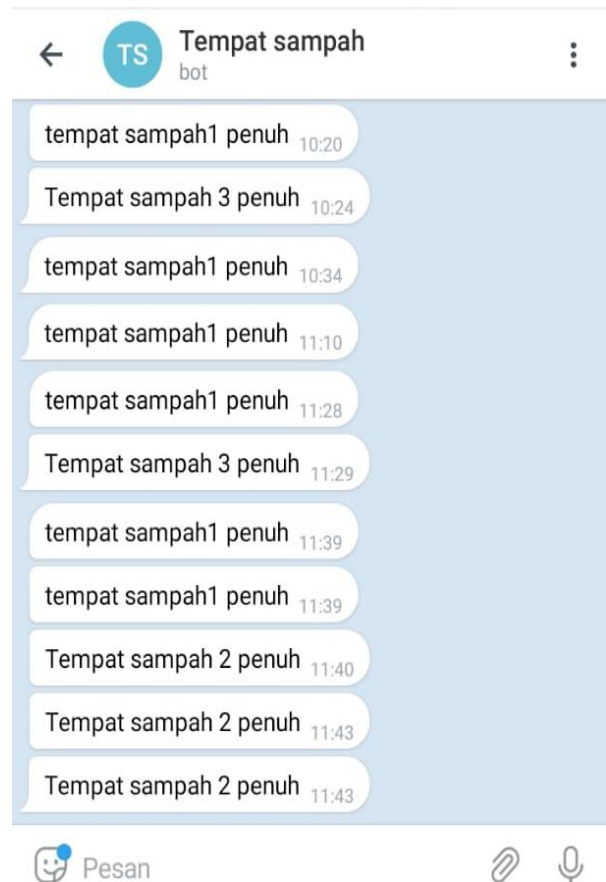 TS
Tempat sampah
bot
tempat sampah1 penuh 10:20
Tempat sampah 3 penuh 10:24
tempat sampah1 penuh 10:34
tempat sampah1 penuh 11:10
tempat sampah1 penuh 11:28
Tempat sampah 3 penuh 11:29
tempat sampah1 penuh 11:39
tempat sampah1 penuh 11:39
Tempat sampah 2 penuh 11:40
Tempat sampah 2 penuh 11:43
Tempat sampah 2 penuh 11:43
Pesan